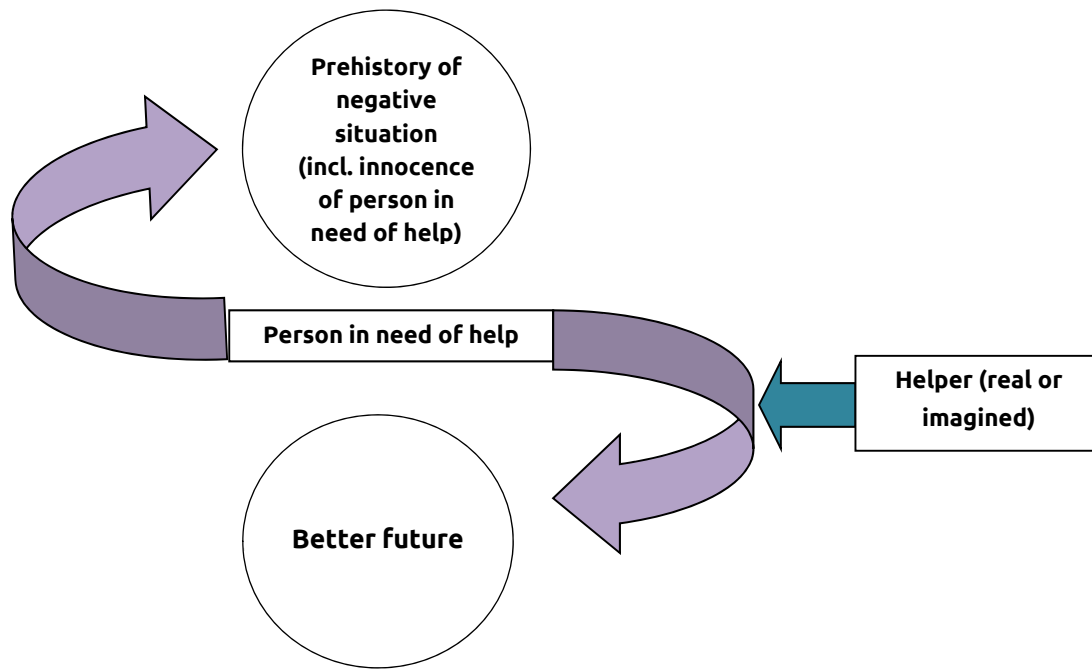 Prehistory of
negative
situation
(incl. innocence
of person in
need of help)
Person in need of help
Helper (real or
imagined)
Better future